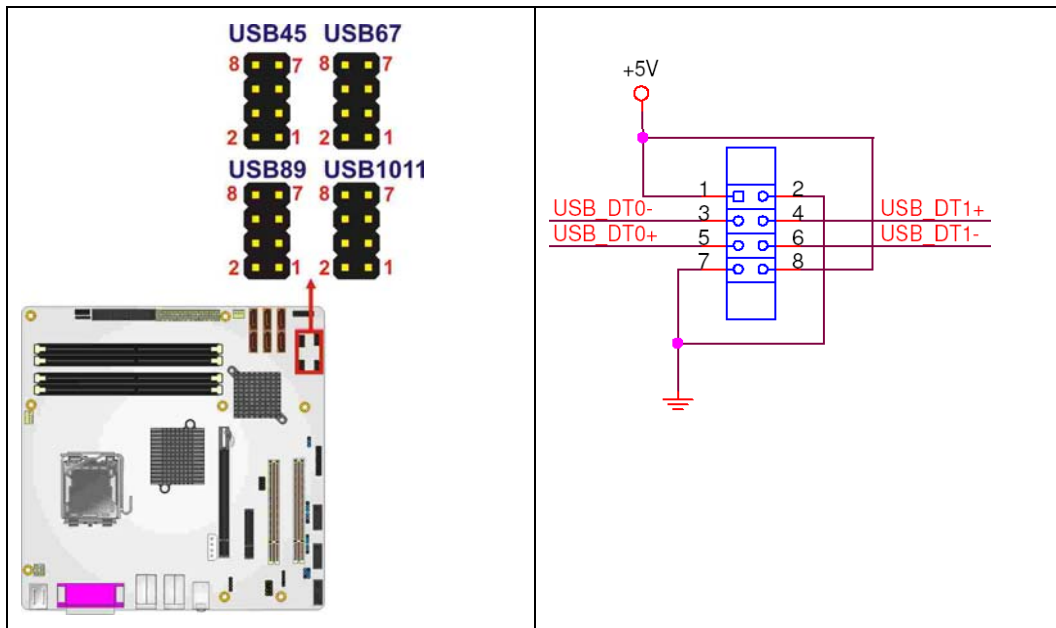 USB45 USB67
8 7 8 7
2 1 2 1
USB89 USB1011
8 7 8 7
2 1 2 1
+5V
1 2
USB_DT0- 3 4 USB_DT1+
USB_DT0+ 5 6 USB_DT1-
7 8